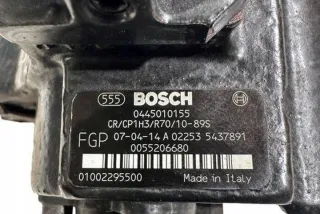 555 BOSCH
0445010155
CR/CP1H3/R70/10-89S
FGP 07-04-14 A 02253 5437891
0055206680
01002295500 Made in Italy